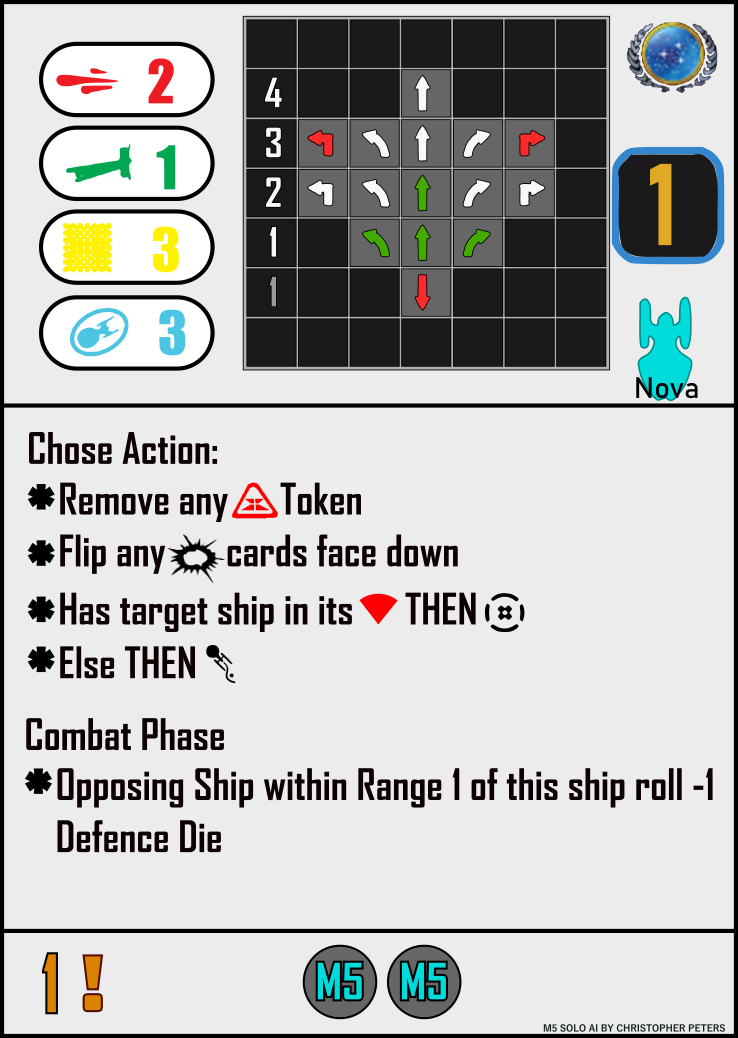 2
1
3
3
4
3
2
1
1
1
Nova
Chose Action:
Remove any Token
Flip any cards face down
Has target ship in its THEN
Else THEN
Combat Phase
Opposing Ship within Range 1 of this ship roll -1
Defence Die
1 !
M5 M5
M5 SOLO AI BY CHRISTOPHER PETERS